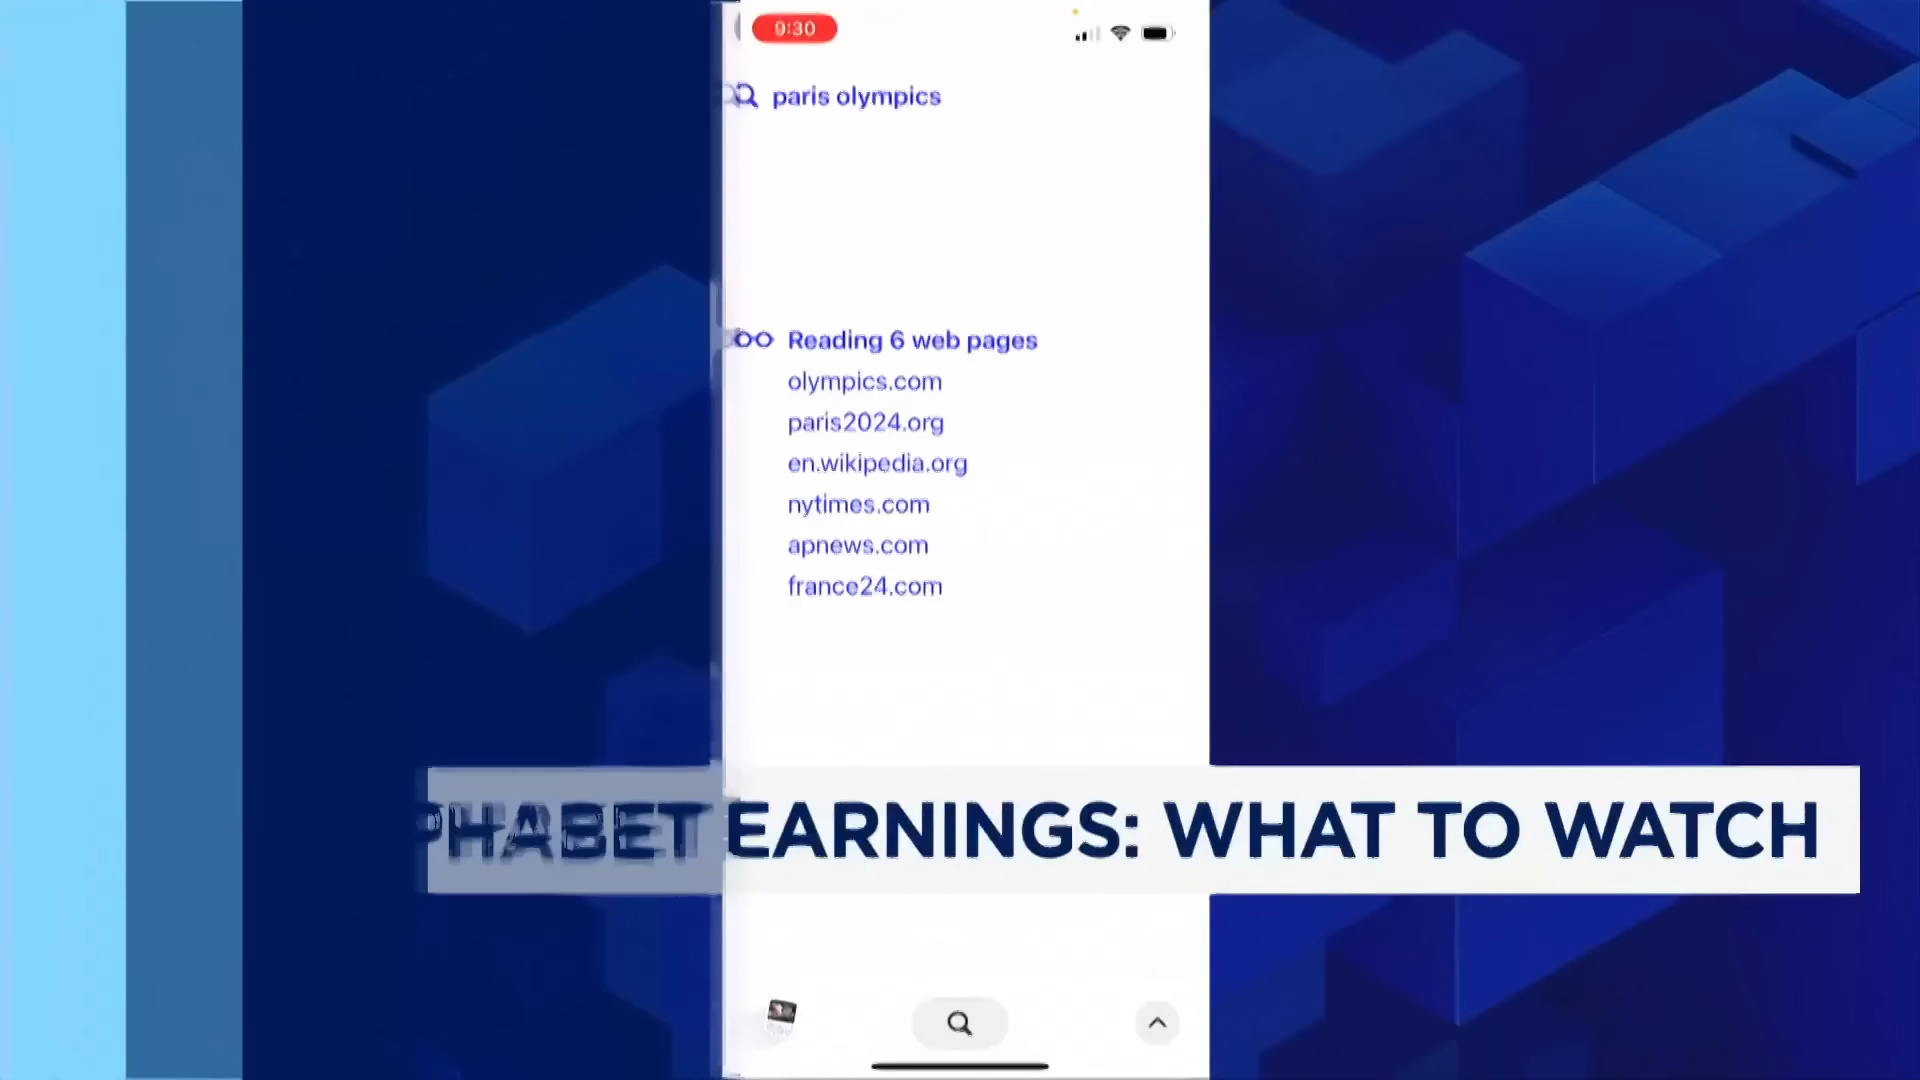 9:30
paris olympics
Reading 6 web pages
olympics.com
paris2024.org
en.wikipedia.org
nytimes.com
apnews.com
france24.com
PHABET EARNINGS: WHAT TO WATCH